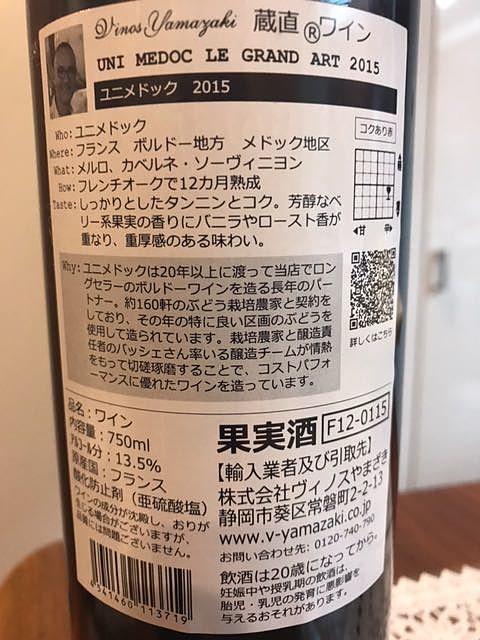 Vinos Yamazaki 蔵直®ワイン
UNI MEDOC LE GRAND ART 2015
ユニメドック 2015
Who:ユニメドック
Where:フランス ボルドー地方 メドック地区
What:メルロ、カベルネ・ソーヴィニヨン
How:フレンチオークで12カ月熟成
Taste:しっかりとしたタンニンとコク。芳醇なベ
リー系果実の香りにバニラやロースト香が
重なり、重厚感のある味わい。
コクあり赤
甘 辛
詳しくはこちら
Why:ユニメドックは20年以上に渡って当店でロン
グセラーのボルドーワインを造る長年のパー
トナー。約160軒のぶどう栽培農家と契約を
しており、その年の特に良い区画のぶどうを
使用して造られています。栽培農家と醸造責
任者のバッシェさん率いる醸造チームが情熱
をもって切磋琢磨することで、コストパフォ
ーマンスに優れたワインを造っています。
品名:ワイン
内容量:750ml
アルコール分:13.5%
原産国:フランス
酸化防止剤(亜硫酸塩)
ワインの成分が沈殿し、おりが
生じる場合がございますが、
品質には問題ございません。
果実酒 F12-0115
【輸入業者及び引取先】
株式会社ヴィノスやまざき
静岡市葵区常磐町2-2-13
www.v-yamazaki.co.jp
お問い合わせ先:0120-740-790
飲酒は20歳になってから。
妊娠中や授乳期の飲酒は、
胎児・乳児の発育に悪影響を
与えるおそれがあります。
541460 113719